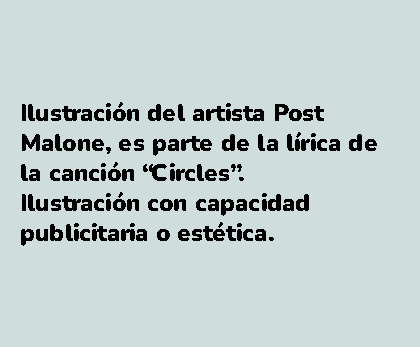 Ilustración del artista Post
Malone, es parte de la lírica de
la canción “Circles”.
Ilustración con capacidad
publicitaria o estética.